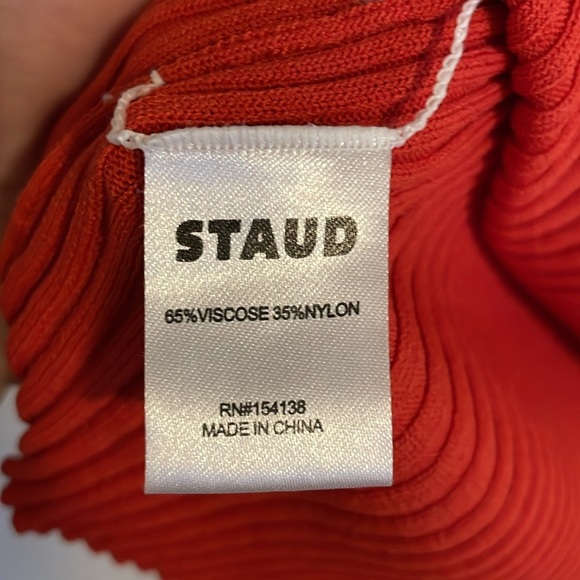 STAUD
65%VISCOSE 35%NYLON
RN#154138
MADE IN CHINA